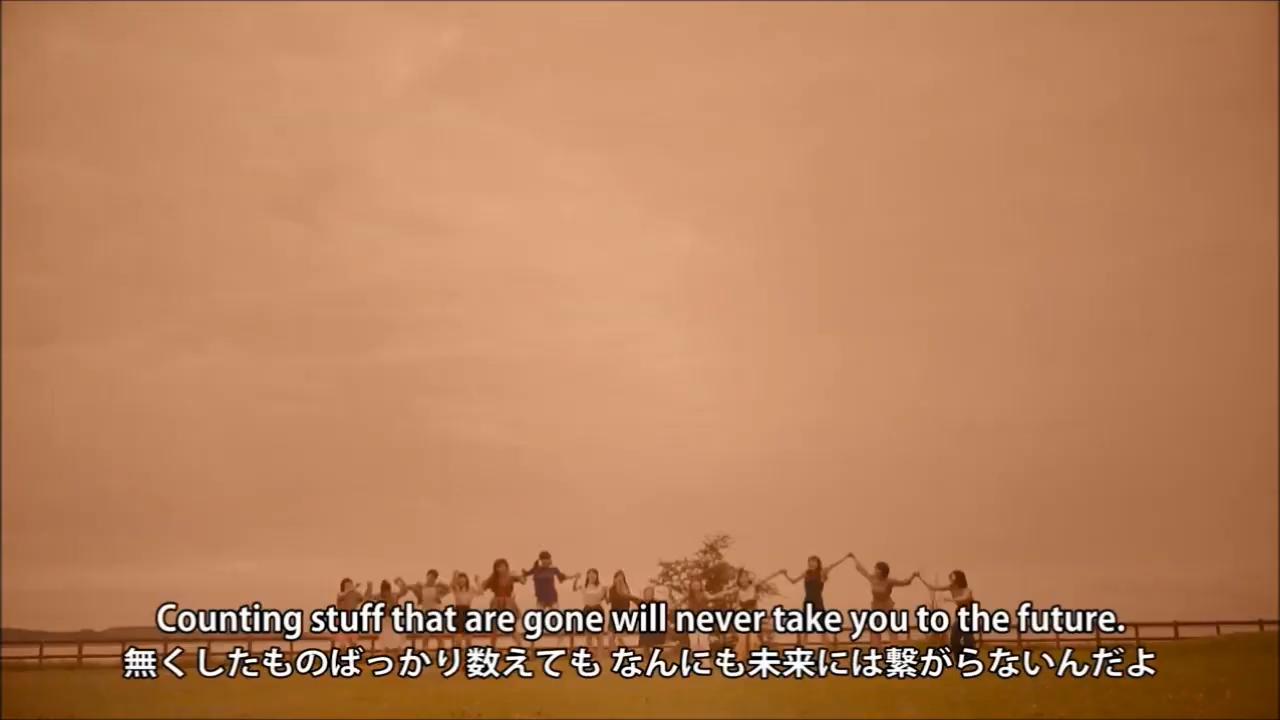 Counting stuff that are gone will never take you to the future.
無くしたものばっかり数えても なんにも未来には繋がらないんだよ